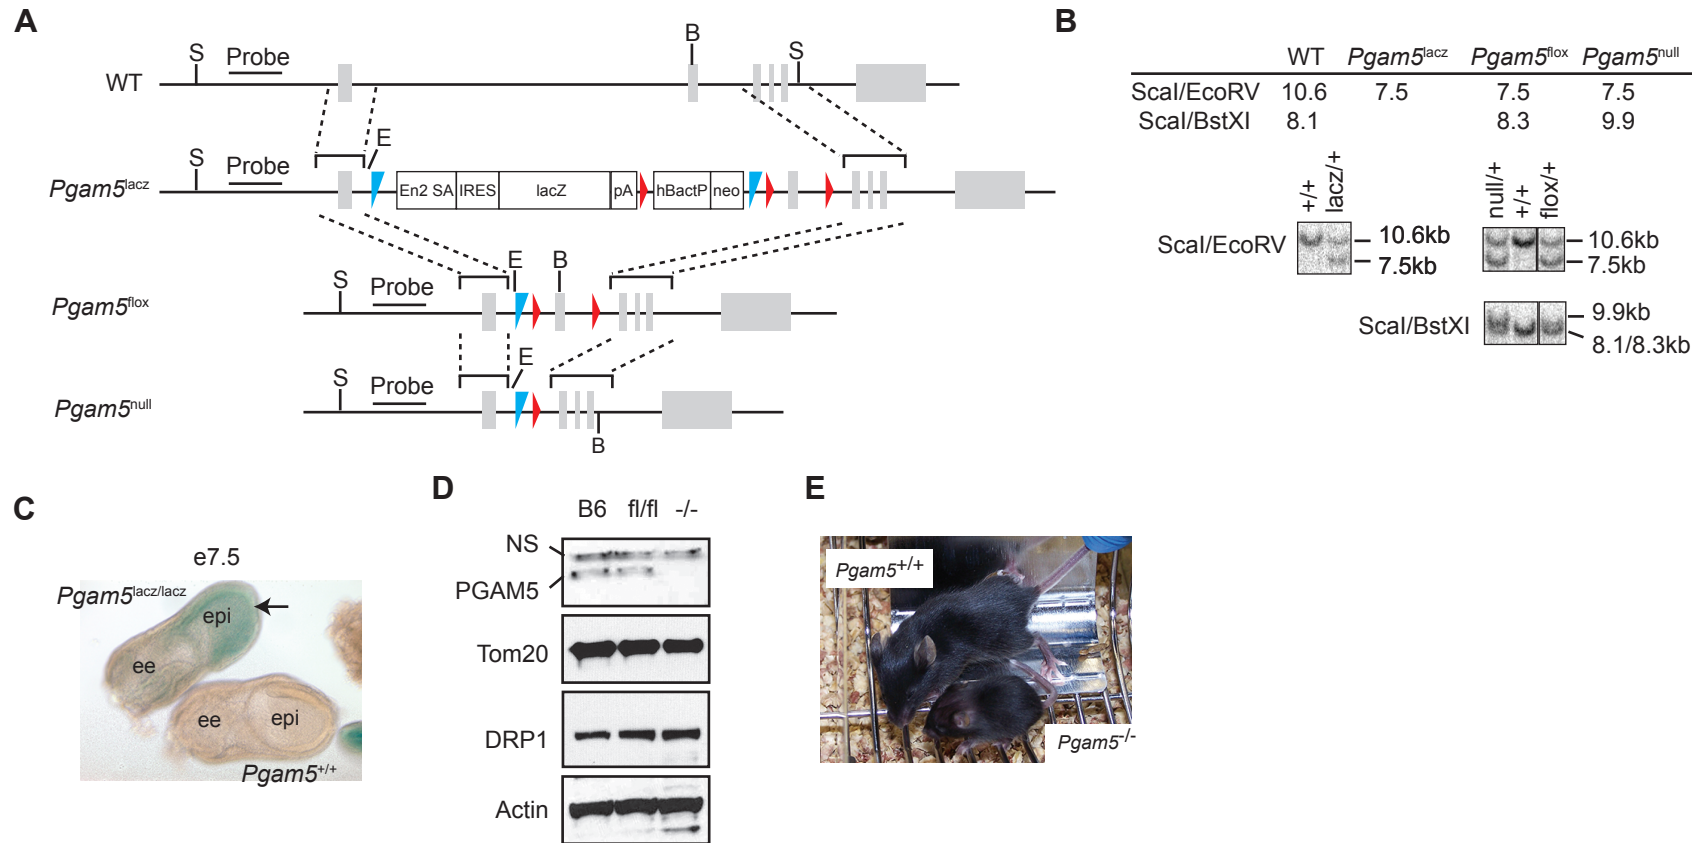 A
S Probe B S
WT
S Probe E
Pgam5lacz
En2 SA IRES lacZ pA hBactP neo
S Probe E B
Pgam5flox
S Probe E
Pgam5null
B
B
WT Pgam5lacz Pgam5flox Pgam5null
ScaI/EcoRV 10.6 7.5 7.5 7.5
ScaI/BstXI 8.1 8.3 9.9
+/+ lacz/+
null/+ +/+ flox/+
ScaI/EcoRV 10.6kb 7.5kb
10.6kb
7.5kb
ScaI/BstXI 9.9kb
8.1/8.3kb
C
e7.5
Pgam5lacz/lacz
epi
ee
ee epi
Pgam5+/+
D
B6 fl/fl -/-
NS
PGAM5
Tom20
DRP1
Actin
E
Pgam5+/+
Pgam5-/-